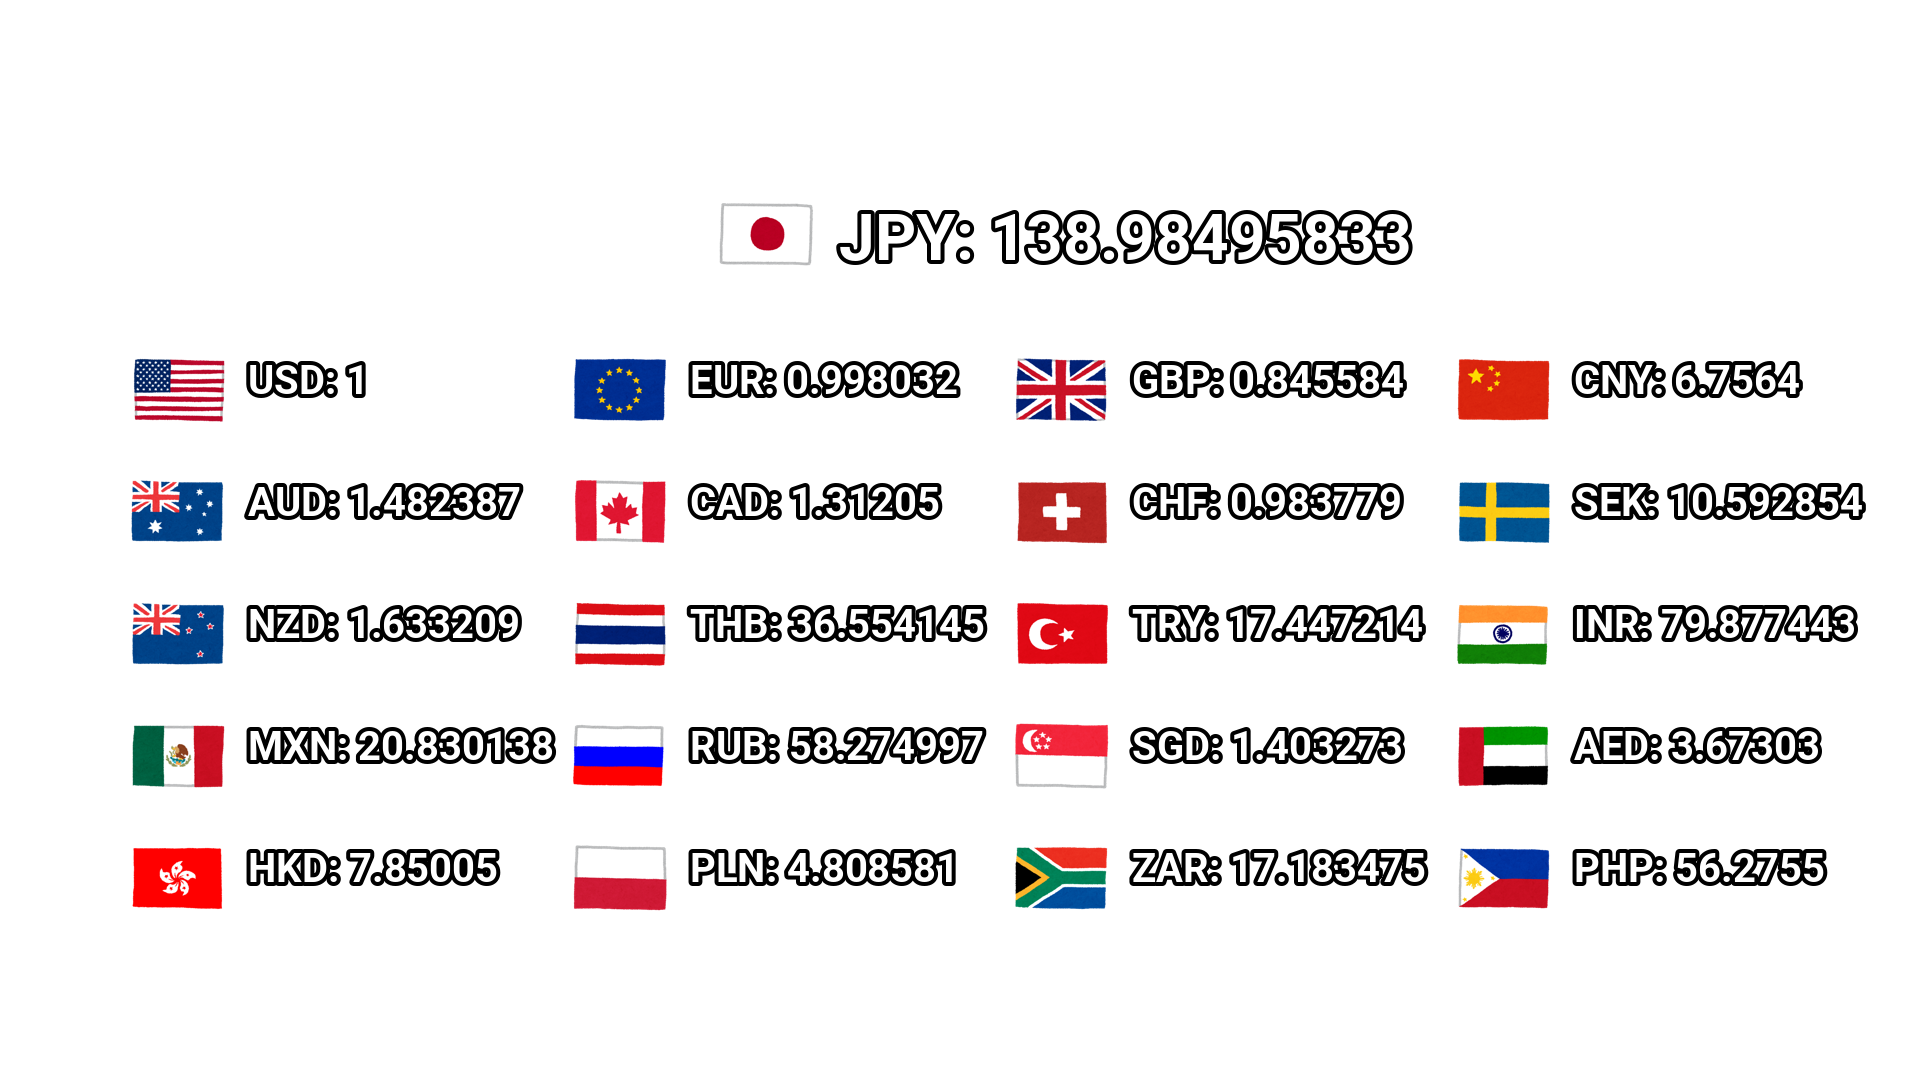 JPY: 138.98495833
USD: 1
EUR: 0.998032
GBP: 0.845584
CNY: 6.7564
AUD: 1.482387
CAD: 1.31205
CHF: 0.983779
SEK: 10.592854
NZD: 1.633209
THB: 36.554145
TRY: 17.447214
INR: 79.877443
MXN: 20.830138
RUB: 58.274997
SGD: 1.403273
AED: 3.67303
HKD: 7.85005
PLN: 4.808581
ZAR: 17.183475
PHP: 56.2755